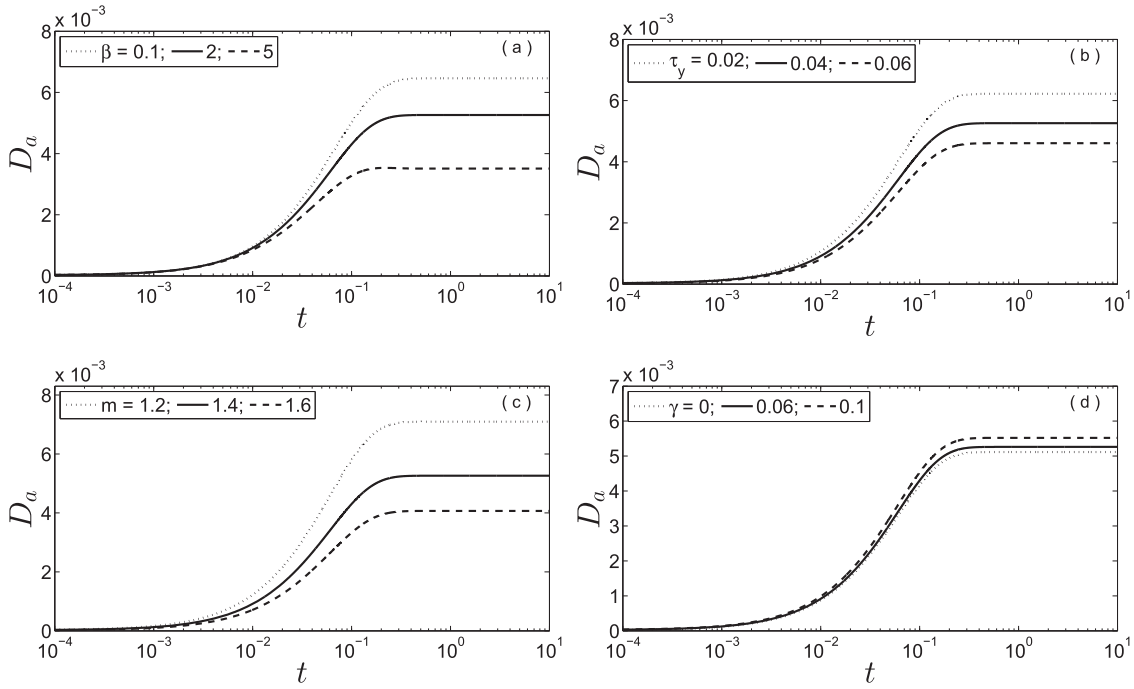 x 10⁻³
8
6
4
2
0
Dₐ
β = 0.1; 2; 5
( a )
10⁻⁴ 10⁻³ 10⁻² 10⁻¹ 10⁰ 10¹
t
x 10⁻³
8
6
4
2
0
Dₐ
τ_y = 0.02; 0.04; 0.06
( b )
10⁻⁴ 10⁻³ 10⁻² 10⁻¹ 10⁰ 10¹
t
x 10⁻³
8
6
4
2
0
Dₐ
m = 1.2; 1.4; 1.6
( c )
10⁻⁴ 10⁻³ 10⁻² 10⁻¹ 10⁰ 10¹
t
x 10⁻³
7
6
5
4
3
2
1
0
Dₐ
γ = 0; 0.06; 0.1
( d )
10⁻⁴ 10⁻³ 10⁻² 10⁻¹ 10⁰ 10¹
t